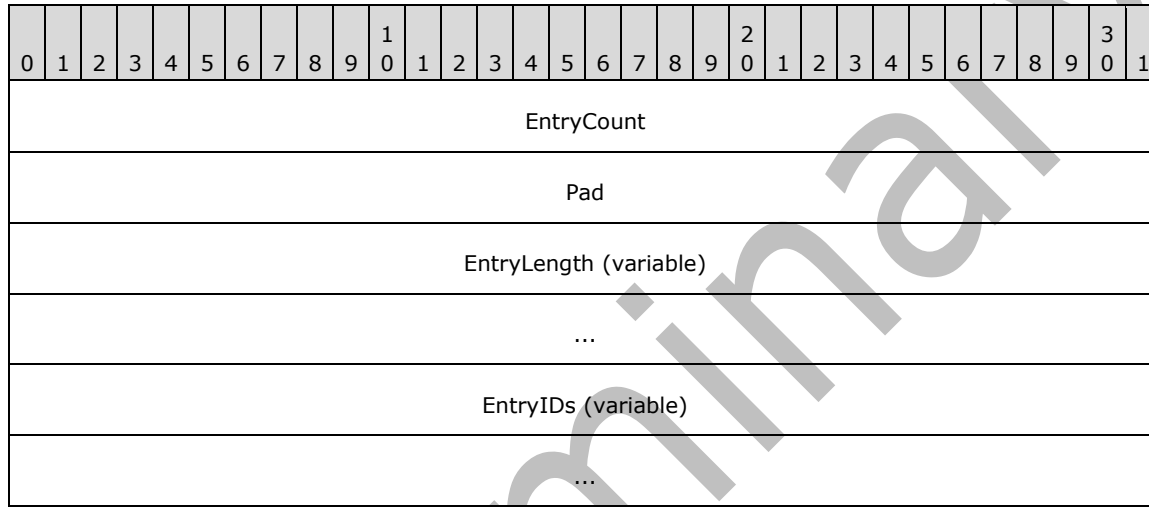 1 2 3
0 1 2 3 4 5 6 7 8 9 0 1 2 3 4 5 6 7 8 9 0 1 2 3 4 5 6 7 8 9 0 1
EntryCount
Pad
EntryLength (variable)
...
EntryIDs (variable)
...